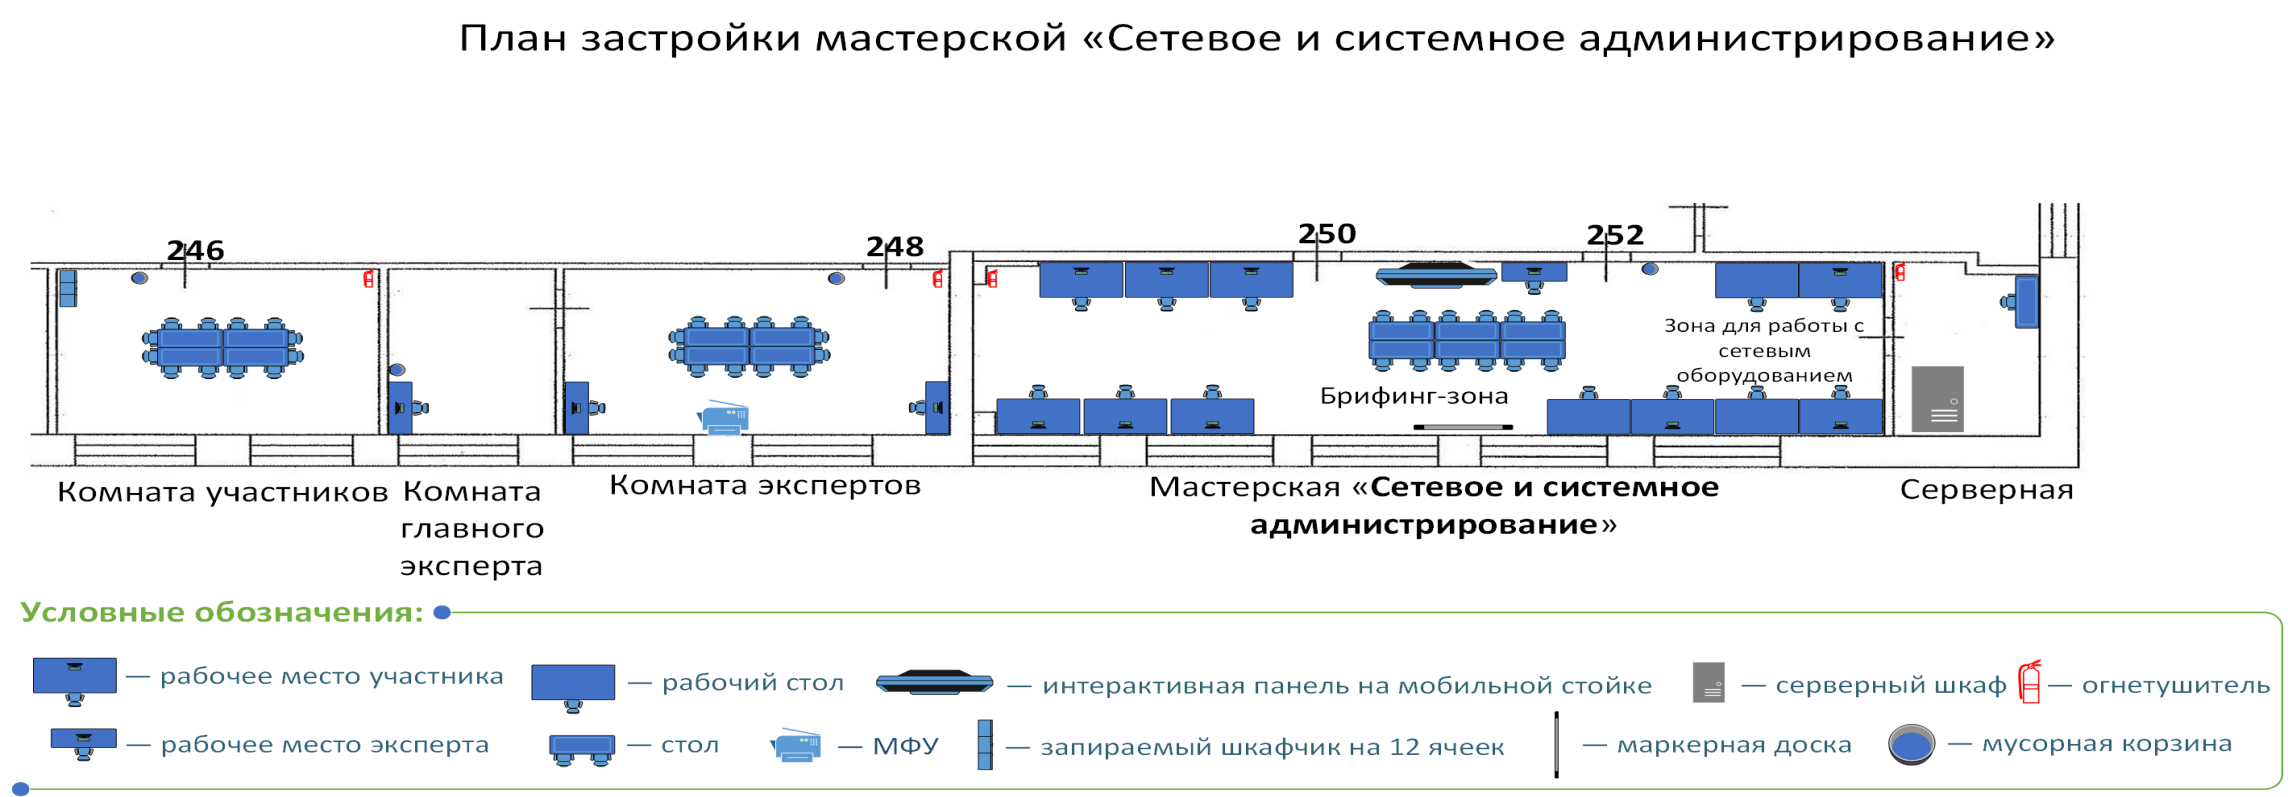 План застройки мастерской «Сетевое и системное администрирование»
246
248
250
252
Зона для работы с
сетевым
оборудованием
Брифинг-зона
Комната участников
Комната
главного
эксперта
Комната экспертов
Мастерская «Сетевое и системное
администрирование»
Серверная
Условные обозначения:
— рабочее место участника
— рабочий стол
— интерактивная панель на мобильной стойке
— серверный шкаф
— огнетушитель
— рабочее место эксперта
— стол
— МФУ
— запираемый шкафчик на 12 ячеек
— маркерная доска
— мусорная корзина